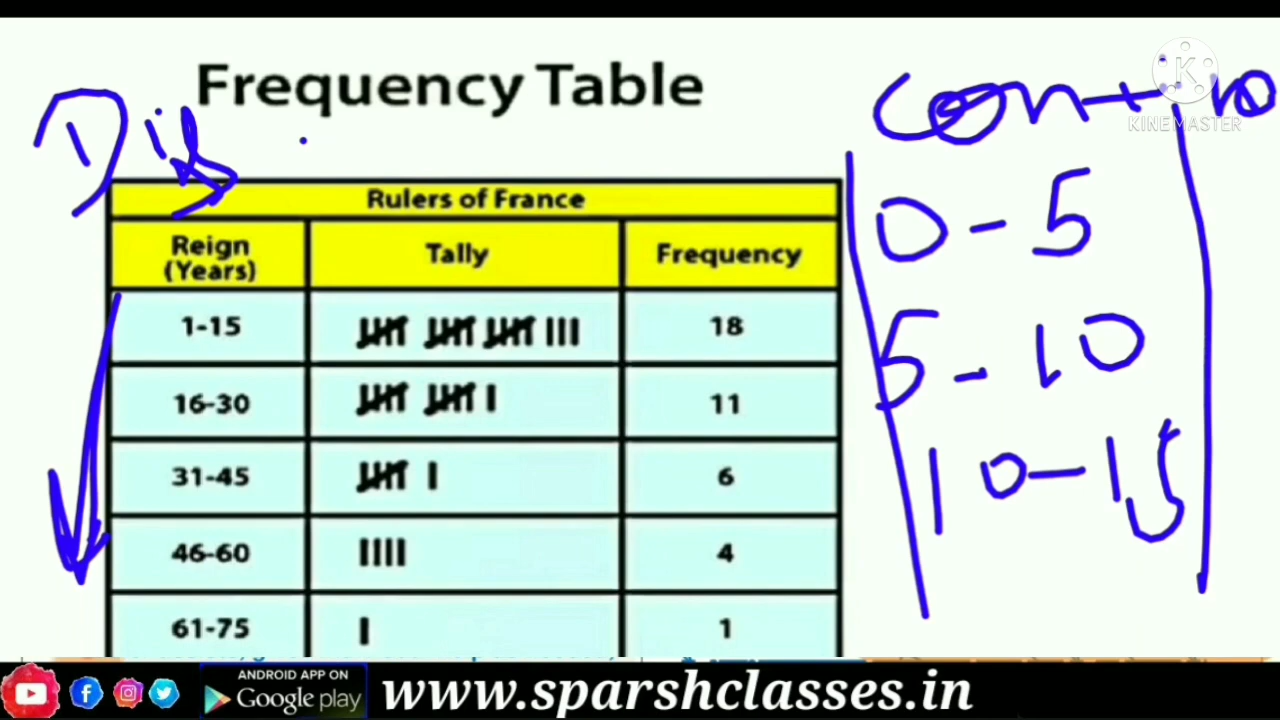 Frequency Table
Dis
Rulers of France
Reign (Years) Tally Frequency
1-15 18
16-30 11
31-45 6
46-60 4
61-75 1
K
KINEMASTER
0-5
5-10
10-15
ANDROID APP ON
Google play
www.sparshclasses.in